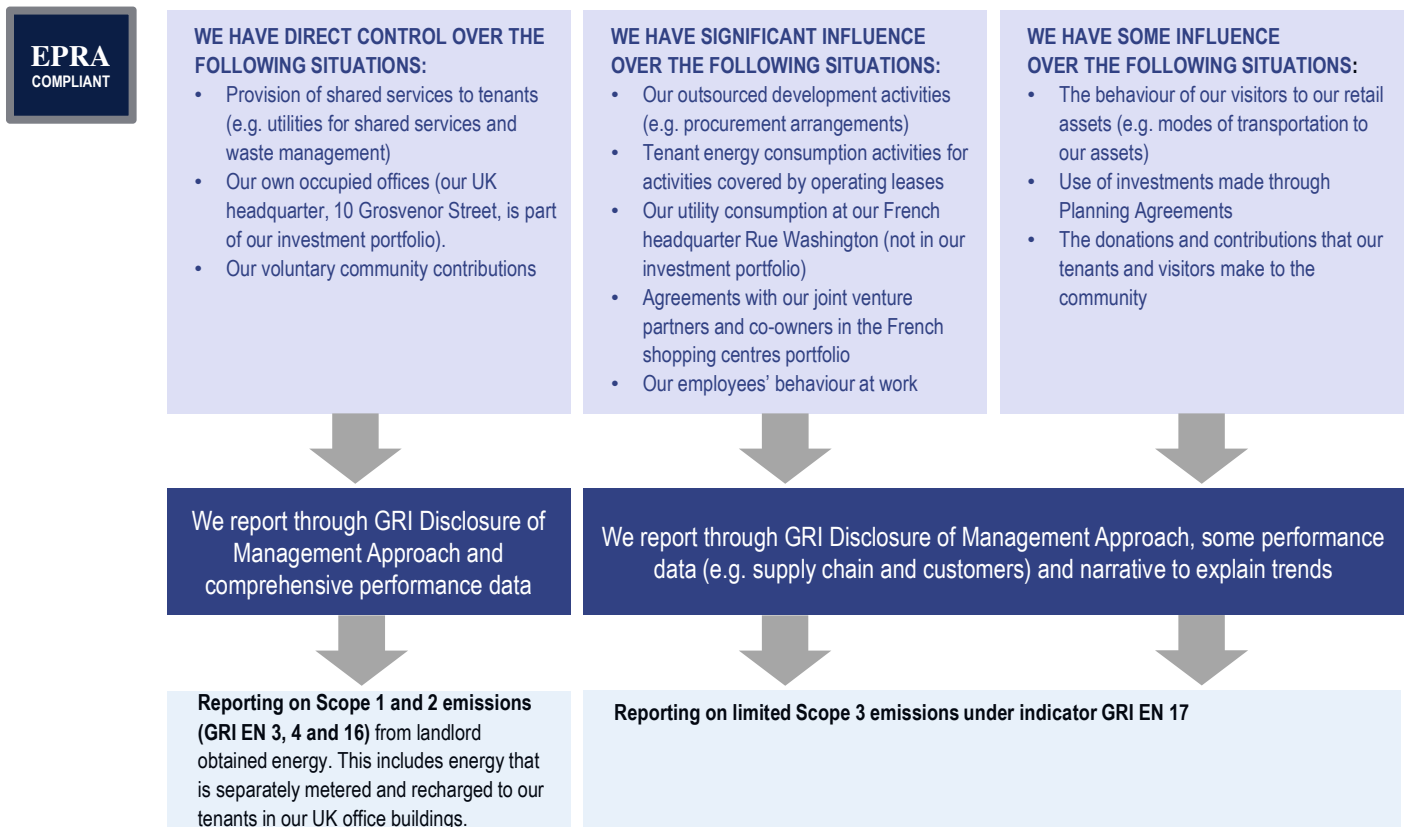 EPRA
COMPLIANT
WE HAVE DIRECT CONTROL OVER THE
FOLLOWING SITUATIONS:
• Provision of shared services to tenants
(e.g. utilities for shared services and
waste management)
• Our own occupied offices (our UK
headquarter, 10 Grosvenor Street, is part
of our investment portfolio).
• Our voluntary community contributions
WE HAVE SIGNIFICANT INFLUENCE
OVER THE FOLLOWING SITUATIONS:
• Our outsourced development activities
(e.g. procurement arrangements)
• Tenant energy consumption activities for
activities covered by operating leases
• Our utility consumption at our French
headquarter Rue Washington (not in our
investment portfolio)
• Agreements with our joint venture
partners and co-owners in the French
shopping centres portfolio
• Our employees’ behaviour at work
WE HAVE SOME INFLUENCE
OVER THE FOLLOWING SITUATIONS:
• The behaviour of our visitors to our retail
assets (e.g. modes of transportation to
our assets)
• Use of investments made through
Planning Agreements
• The donations and contributions that our
tenants and visitors make to the
community
We report through GRI Disclosure of
Management Approach and
comprehensive performance data
We report through GRI Disclosure of Management Approach, some performance
data (e.g. supply chain and customers) and narrative to explain trends
Reporting on Scope 1 and 2 emissions
(GRI EN 3, 4 and 16) from landlord
obtained energy. This includes energy that
is separately metered and recharged to our
tenants in our UK office buildings.
Reporting on limited Scope 3 emissions under indicator GRI EN 17